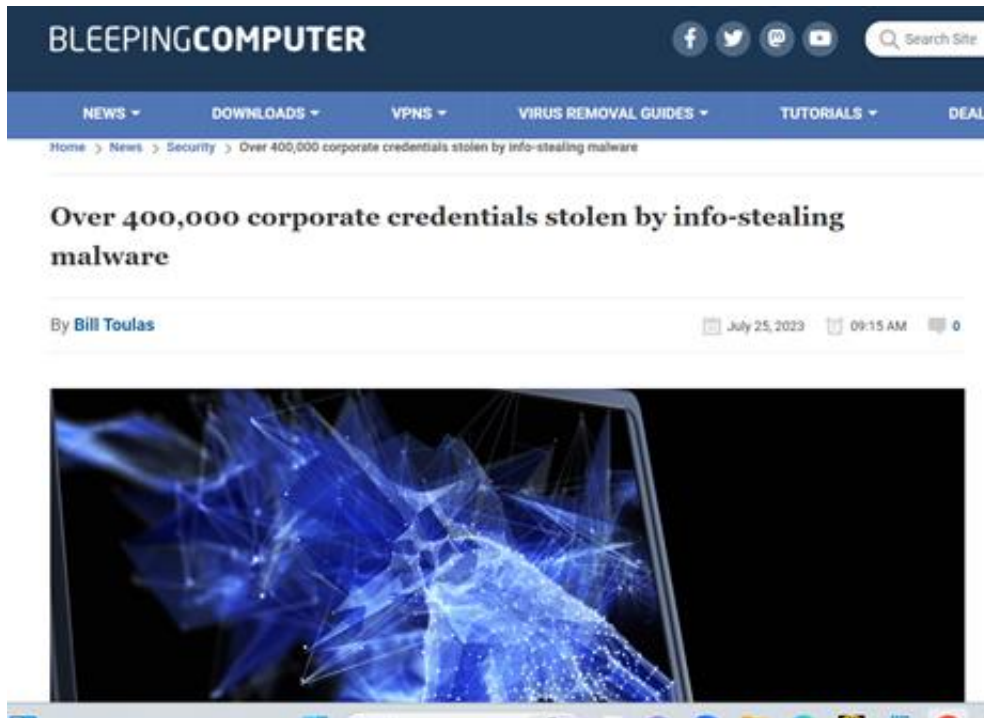 BLEEPINGCOMPUTER
Search Site
NEWS DOWNLOADS VPNS VIRUS REMOVAL GUIDES TUTORIALS DEAL
Home > News > Security > Over 400,000 corporate credentials stolen by info-stealing malware
Over 400,000 corporate credentials stolen by info-stealing
malware
By Bill Toulas
July 25, 2023 09:15 AM 0